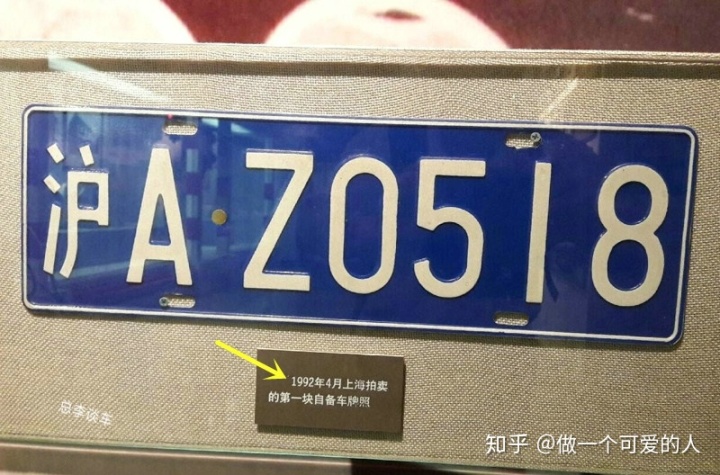 沪A·Z0518
1992年4月上海拍卖
的第一块自备车牌照
总李谈车
知乎 @做一个可爱的人